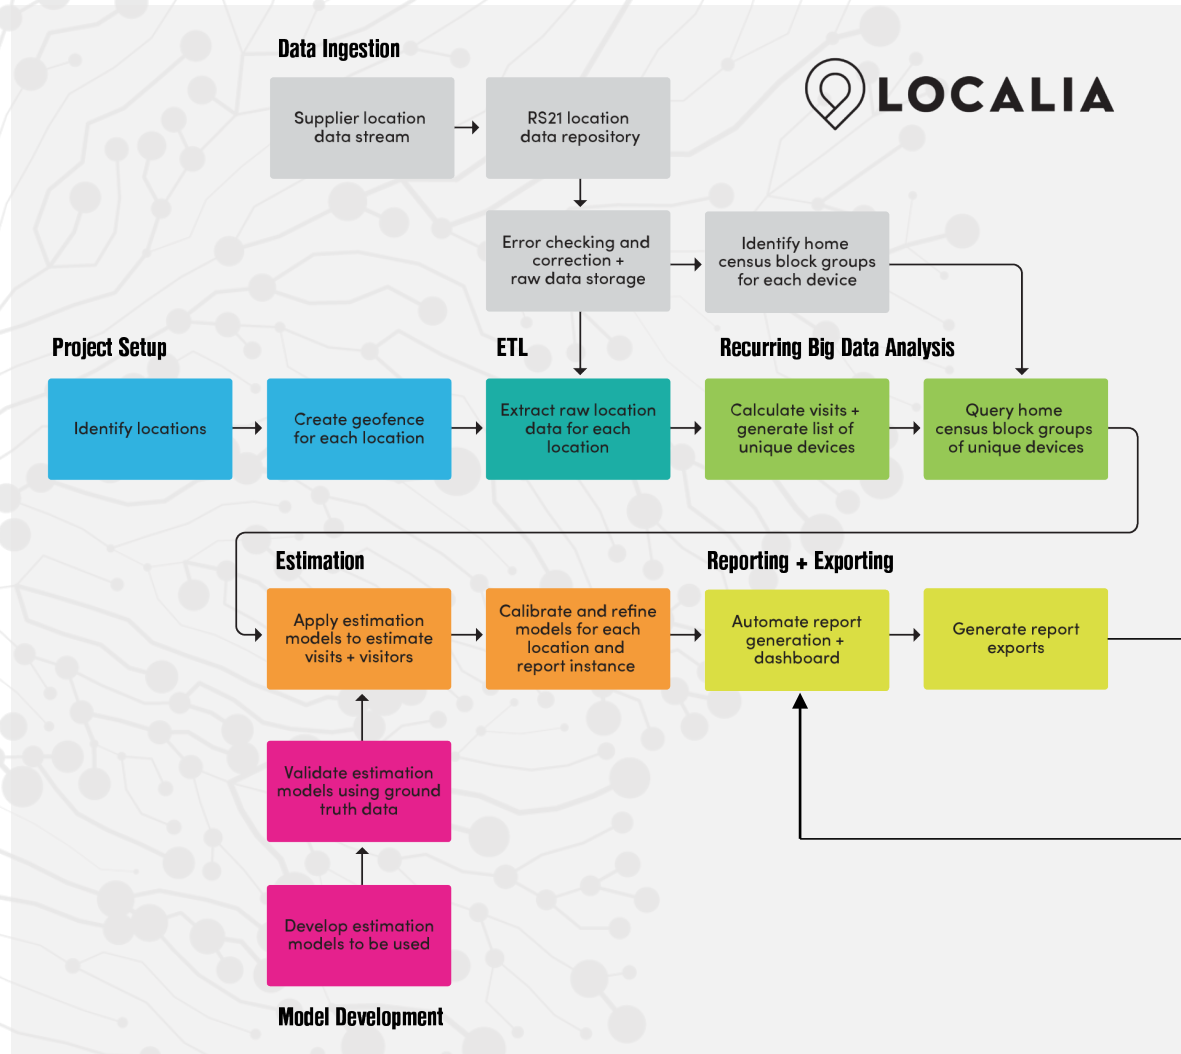 Data Ingestion
LOCALIA
Supplier location
data stream
RS21 location
data repository
Error checking and
correction +
raw data storage
Identify home
census block groups
for each device
Project Setup
ETL
Recurring Big Data Analysis
Identify locations
Create geofence
for each location
Extract raw location
data for each
location
Calculate visits +
generate list of
unique devices
Query home
census block groups
of unique devices
Estimation
Reporting + Exporting
Apply estimation
models to estimate
visits + visitors
Calibrate and refine
models for each
location and
report instance
Automate report
generation +
dashboard
Generate report
exports
Validate estimation
models using ground
truth data
Develop estimation
models to be used
Model Development